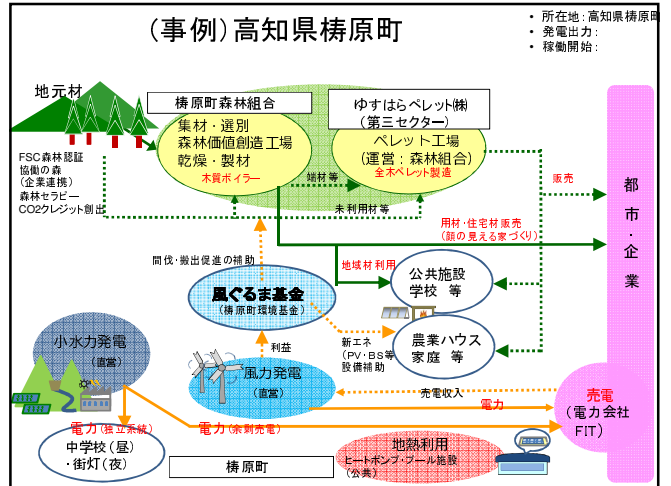 (事例)高知県梼原町
・ 所在地:高知県梼原町
・ 発電出力:
・ 稼働開始:
地元材
梼原町森林組合
集材・選別
森林価値創造工場
乾燥・製材
木質ボイラー
ゆすはらペレット㈱
(第三セクター)
ペレット工場
(運営:森林組合)
全木ペレット製造
FSC森林認証
協働の森
(企業連携)
森林セラピー
CO2クレジット創出
端材等
未利用材等
販売
用材・住宅材販売
(顔の見える家づくり)
都市・企業
間伐・搬出促進の補助
地域材利用
公共施設
学校 等
風ぐるま基金
(梼原町環境基金)
農業ハウス
家庭 等
新エネ
(PV・BS等
設備補助
利益
小水力発電
(直営)
風力発電
(直営)
売電収入
電力
売電
(電力会社
FIT)
電力(独立系統)
電力(余剰売電)
中学校(昼)
・街灯(夜)
梼原町
地熱利用
ヒートポンプ・プール施設
(公共)